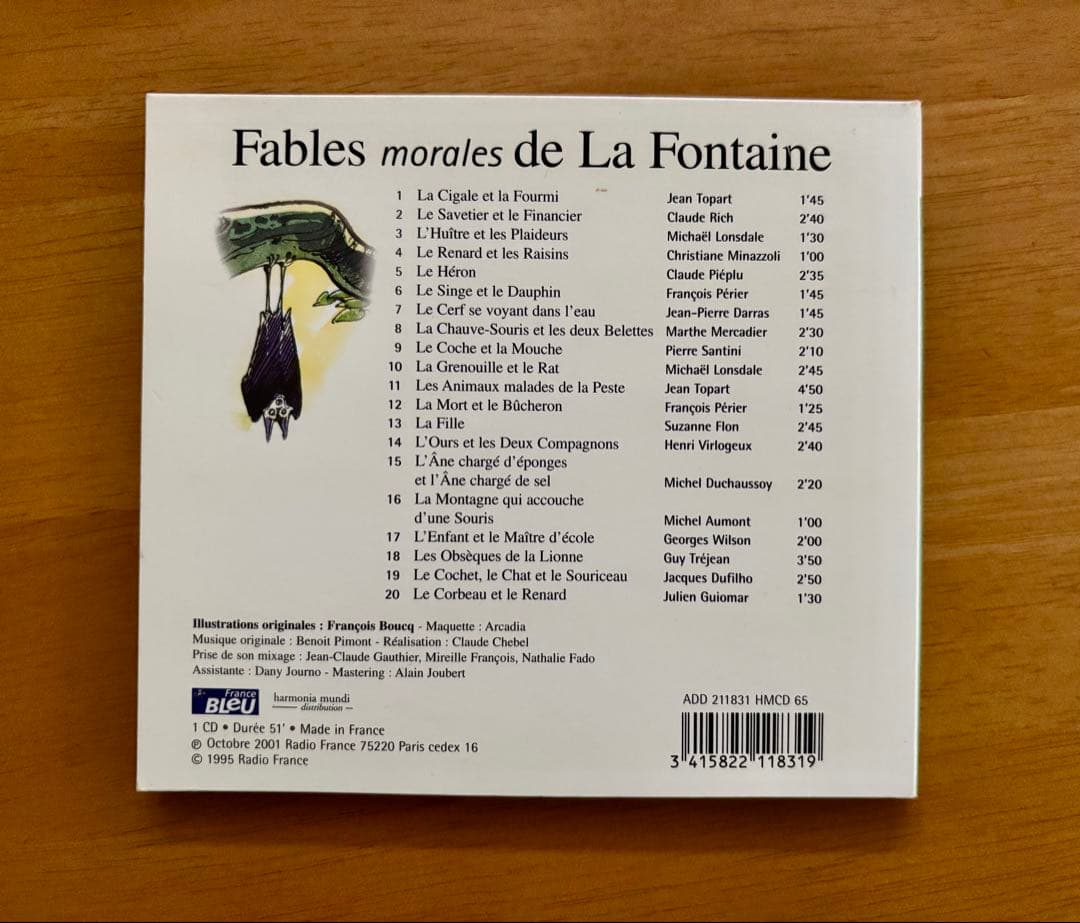 Fables morales de La Fontaine
1 La Cigale et la Fourmi Jean Topart 1'45
2 Le Savetier et le Financier Claude Rich 2'40
3 L'Huître et les Plaideurs Michaël Lonsdale 1'30
4 Le Renard et les Raisins Christiane Minazzoli 1'00
5 Le Héron Claude Piéplu 2'35
6 Le Singe et le Dauphin François Périer 1'45
7 Le Cerf se voyant dans l'eau Jean-Pierre Darras 1'45
8 La Chauve-Souris et les deux Belettes Marthe Mercadier 2'30
9 Le Coche et la Mouche Pierre Santini 2'10
10 La Grenouille et le Rat Michaël Lonsdale 2'45
11 Les Animaux malades de la Peste Jean Topart 4'50
12 La Mort et le Bûcheron François Périer 1'25
13 La Fille Suzanne Flon 2'45
14 L'Ours et les Deux Compagnons Henri Virlogeux 2'40
15 L'Âne chargé d'éponges
et l'Âne chargé de sel Michel Duchaussoy 2'20
16 La Montagne qui accouche
d'une Souris Michel Aumont 1'00
17 L'Enfant et le Maître d'école Georges Wilson 2'00
18 Les Obsèques de la Lionne Guy Tréjean 3'50
19 Le Cochet, le Chat et le Souriceau Jacques Dufilho 2'50
20 Le Corbeau et le Renard Julien Guiomar 1'30
Illustrations originales : François Boucq - Maquette : Arcadia
Musique originale : Benoit Pimont - Réalisation : Claude Chebel
Prise de son mixage : Jean-Claude Gauthier, Mireille François, Nathalie Fado
Assistante : Dany Journo - Mastering : Alain Joubert
France
BLeU
harmonia mundi
distribution
ADD 211831 HMCD 65
1 CD • Durée 51' • Made in France
℗ Octobre 2001 Radio France 75220 Paris cedex 16
© 1995 Radio France
3 415822 118319